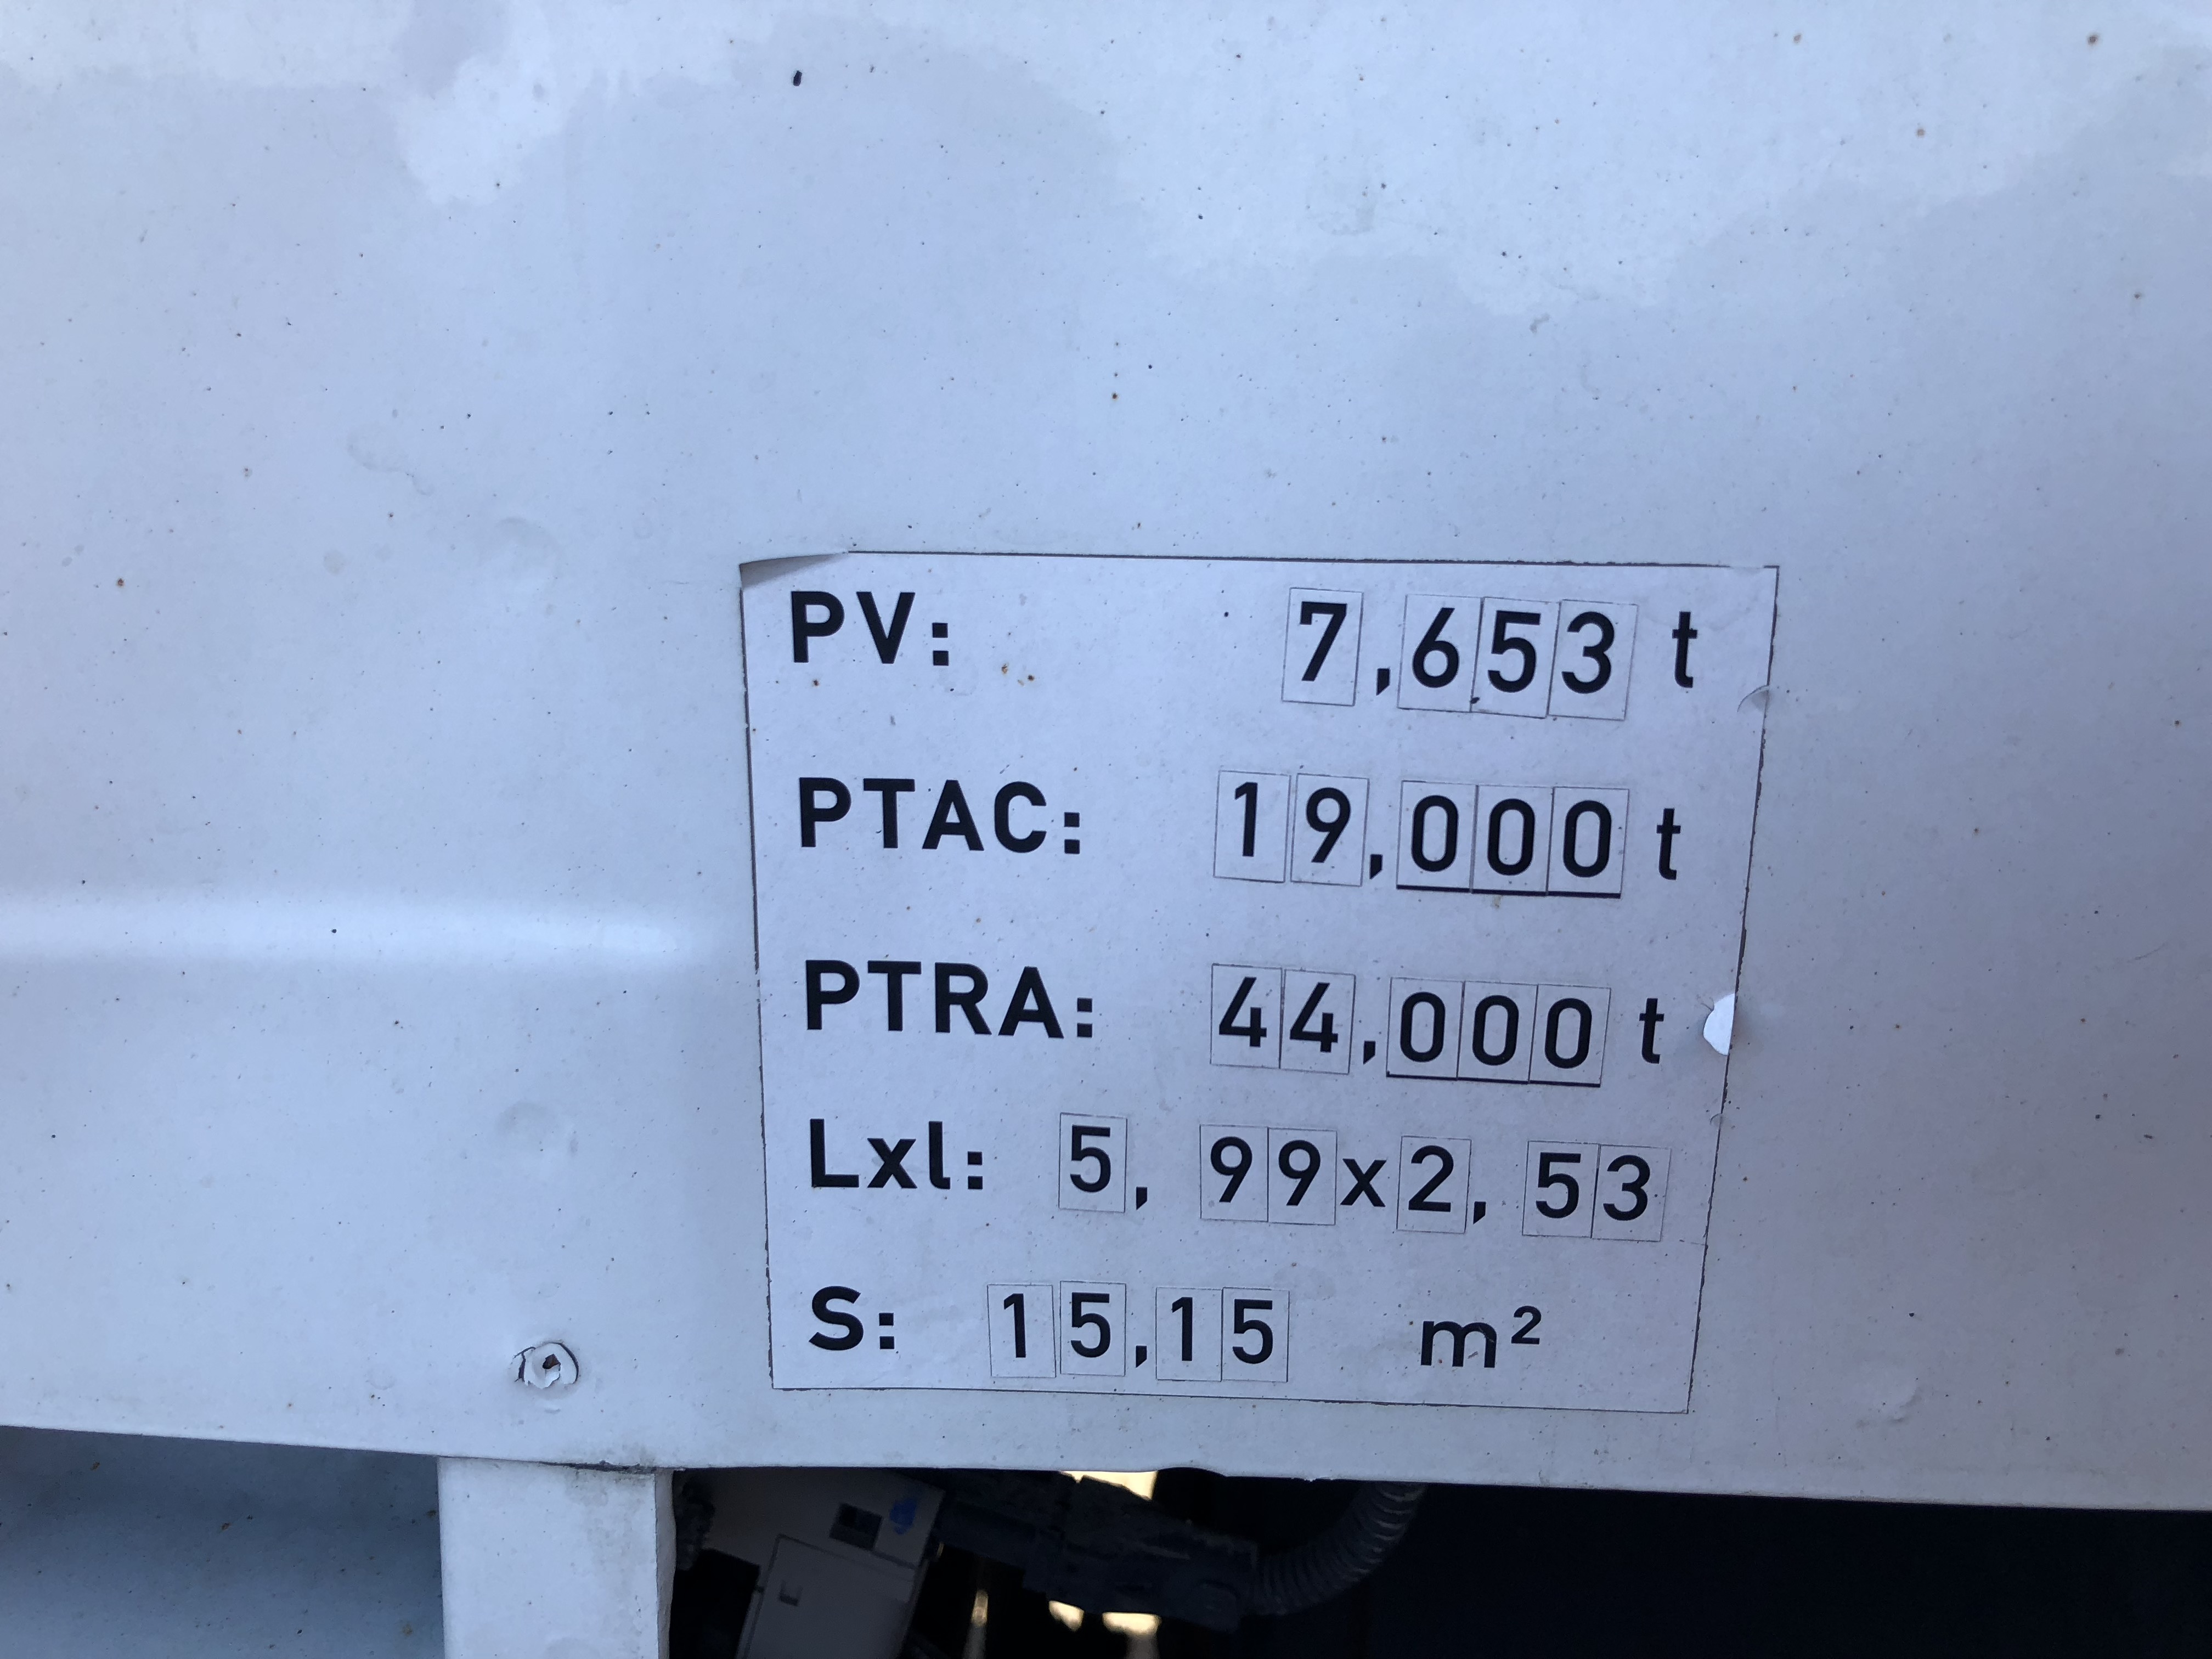 PV: 7,653 t
PTAC: 19,000 t
PTRA: 44,000 t
Lxl: 5, 99x2, 53
S: 15,15 m²